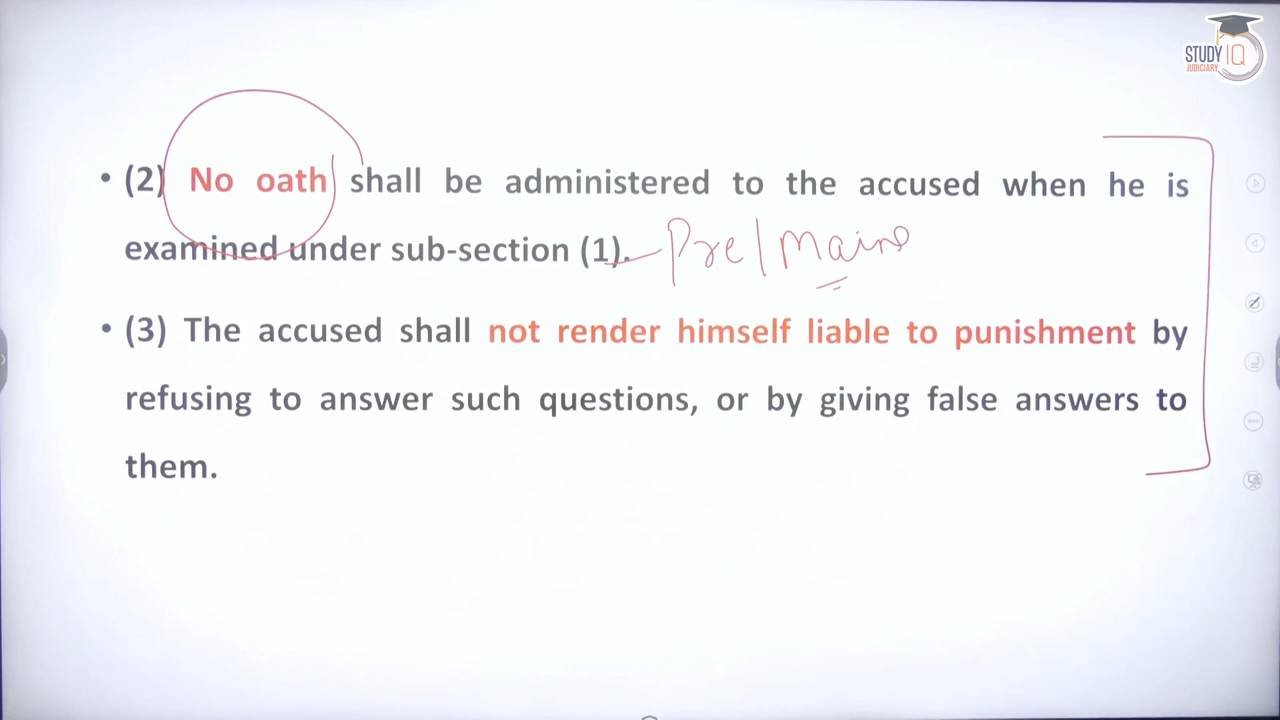 STUDY IQ
JUDICIARY
• (2) No oath shall be administered to the accused when he is
examined under sub-section (1). Pre/Mains
• (3) The accused shall not render himself liable to punishment by
refusing to answer such questions, or by giving false answers to
them.